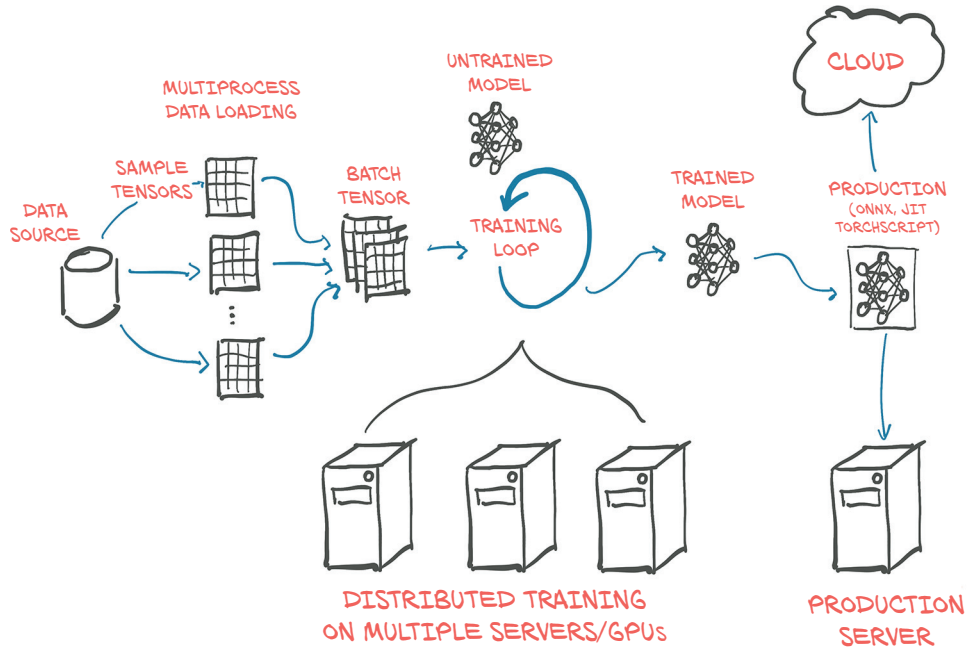 UNTRAINED
MODEL
CLOUD
MULTIPROCESS
DATA LOADING
SAMPLE
TENSORS
BATCH
TENSOR
TRAINED
MODEL
PRODUCTION
(ONNX, JIT
TORCHSCRIPT)
DATA
SOURCE
TRAINING
LOOP
...
DISTRIBUTED TRAINING
ON MULTIPLE SERVERS/GPUs
PRODUCTION
SERVER